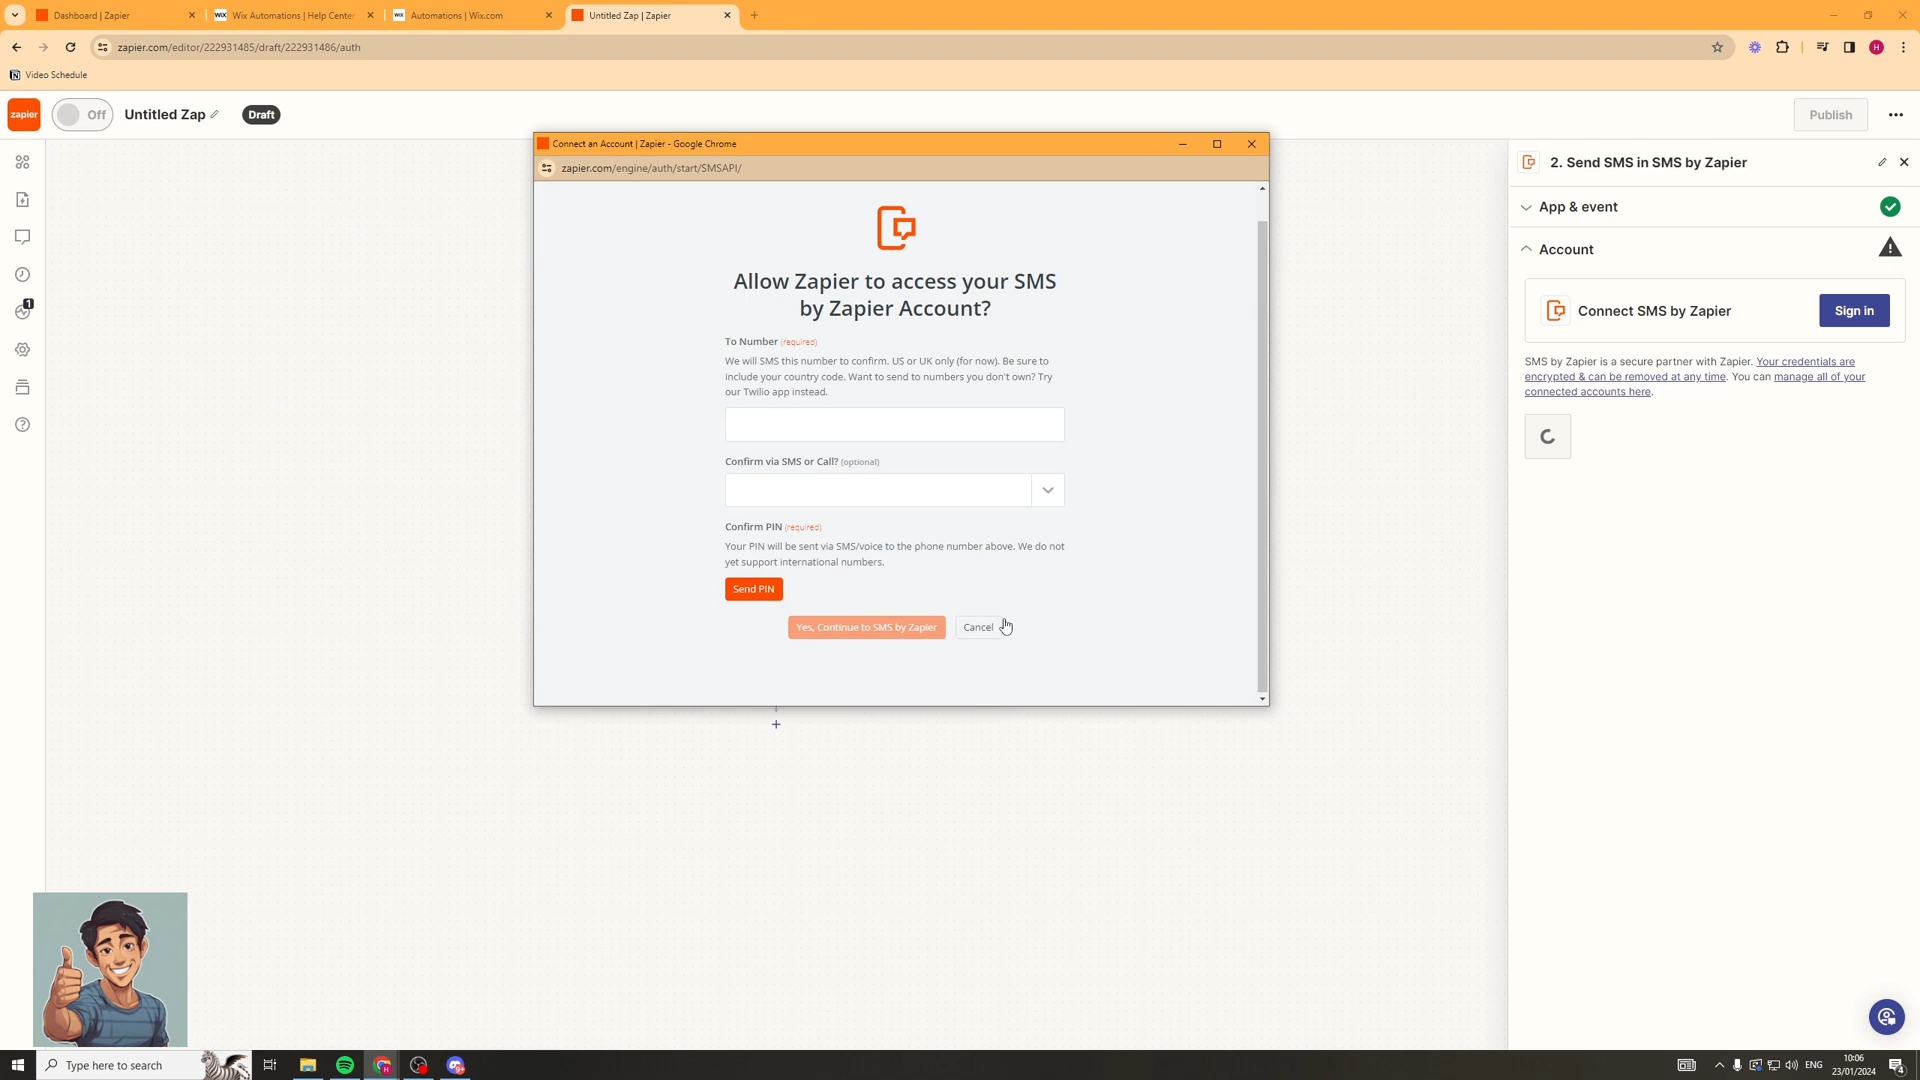 Dashboard | Zapier
WiX Wix Automations | Help Center
WiX Automations | Wix.com
Untitled Zap | Zapier
zapier.com/editor/222931485/draft/222931486/auth
H
Video Schedule
zapier
Off
Untitled Zap
Draft
Publish
Connect an Account | Zapier - Google Chrome
zapier.com/engine/auth/start/SMSAPI/
Allow Zapier to access your SMS
by Zapier Account?
To Number (required)
We will SMS this number to confirm. US or UK only (for now). Be sure to
include your country code. Want to send to numbers you don't own? Try
our Twilio app instead.
Confirm via SMS or Call? (optional)
Confirm PIN (required)
Your PIN will be sent via SMS/voice to the phone number above. We do not
yet support international numbers.
Send PIN
Yes, Continue to SMS by Zapier
Cancel
1
2. Send SMS in SMS by Zapier
App & event
Account
Connect SMS by Zapier
Sign in
SMS by Zapier is a secure partner with Zapier. Your credentials are
encrypted & can be removed at any time. You can manage all of your
connected accounts here.
Type here to search
ENG
10:06
23/01/2024
4